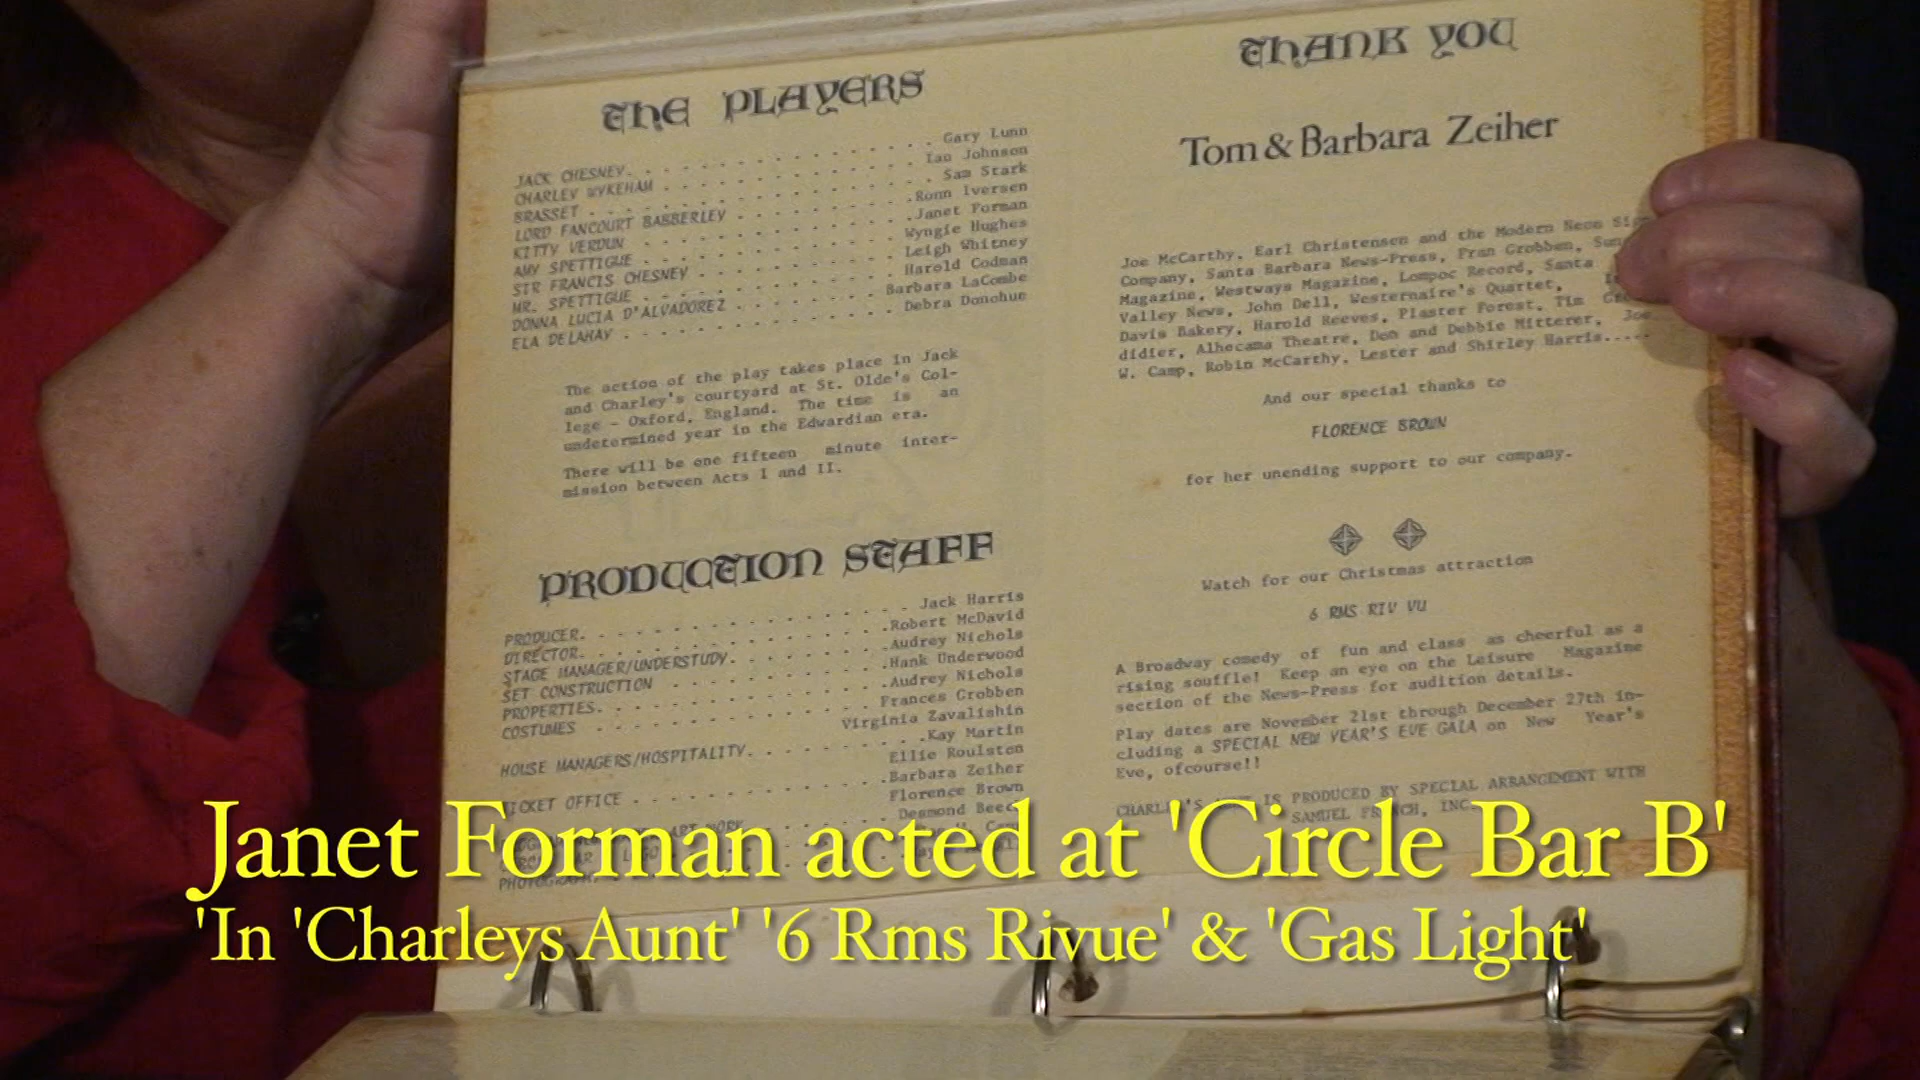 THE PLAYERS
JACK CHESNEY. . . . . . . . . . . . . . . Gary Lunn
CHARLEY WYKEHAM . . . . . . . . . . . . . Ian Johnson
BRASSET . . . . . . . . . . . . . . . . . Sam Stark
LORD FANCOURT BABBERLEY . . . . . . . . . .Ronn Iversen
KITTY VERDUN . . . . . . . . . . . . . . .Janet Forman
AMY SPETTIGUE . . . . . . . . . . . . . . Wyngie Hughes
SIR FRANCIS CHESNEY . . . . . . . . . . . Leigh Whitney
MR. SPETTIGUE . . . . . . . . . . . . . . Harold Codman
DONNA LUCIA D'ALVADOREZ . . . . . . . . . Barbara LaCombe
ELA DELAHAY . . . . . . . . . . . . . . . Debra Donohue
The action of the play takes place in Jack
and Charley's courtyard at St. Olde's Col-
lege - Oxford, England. The time is an
undetermined year in the Edwardian era.
There will be one fifteen minute inter-
mission between Acts I and II.
PRODUCTION STAFF
PRODUCER. . . . . . . . . . . . . . . . . Jack Harris
DIRECTOR. . . . . . . . . . . . . . . . . .Robert McDavid
STAGE MANAGER/UNDERSTUDY. . . . . . . . . .Audrey Nichols
SET CONSTRUCTION . . . . . . . . . . . . .Hank Underwood
PROPERTIES. . . . . . . . . . . . . . . . .Audrey Nichols
COSTUMES . . . . . . . . . . . . . . . . Frances Grobben
Virginia Zavalishin
HOUSE MANAGERS/HOSPITALITY. . . . . . . . .Kay Martin
Ellie Roulston
TICKET OFFICE . . . . . . . . . . . . . . .Barbara Zeiher
Florence Brown
ART WORK . . . . . . Desmond
LOGO
PHOTOGRAPH
THANK YOU
Tom & Barbara Zeiher
Joe McCarthy, Earl Christensen and the Modern Neon
Company, Santa Barbara News-Press, Fran Grobben,
Magazine, Westways Magazine, Lompoc Record, Santa
Valley News, John Dell, Westernaire's Quartet,
Davis Bakery, Harold Reeves, Plaster Forest, Tim
didier, Alhecama Theatre, Don and Debbie Mitterer, Joe
W. Camp, Robin McCarthy, Lester and Shirley Harris.....
And our special thanks to
FLORENCE BROWN
for her unending support to our company.
Watch for our Christmas attraction
6 RMS RIV VU
A Broadway comedy of fun and class as cheerful as a
rising souffle! Keep an eye on the Leisure Magazine
section of the News-Press for audition details.
Play dates are November 21st through December 27th in-
cluding a SPECIAL NEW YEAR'S EVE GALA on New Year's
Eve, ofcourse!!
IS PRODUCED BY SPECIAL ARRANGEMENT WITH
SAMUEL FRENCH, INC.
Janet Forman acted at 'Circle Bar B'
'In 'Charleys Aunt' '6 Rms Rivue' & 'Gas Light'